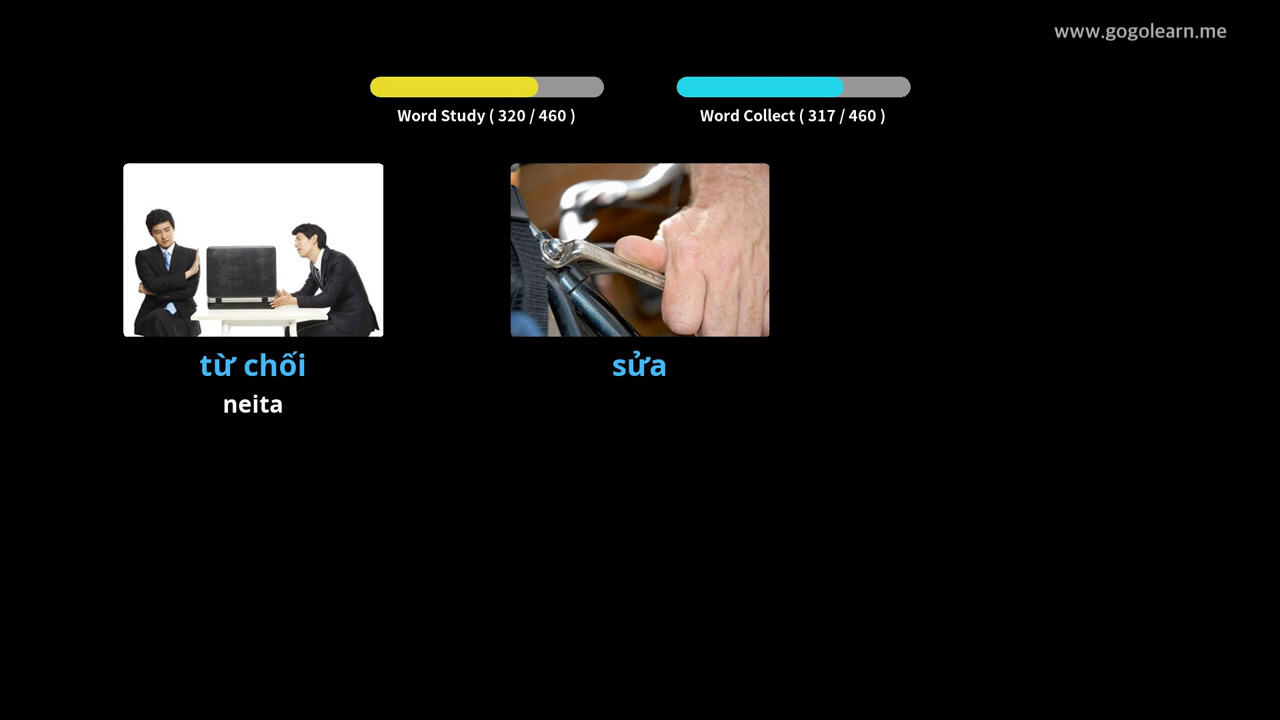 www.gogolearn.me
Word Study ( 320 / 460 )
Word Collect ( 317 / 460 )
từ chối
neita
sửa